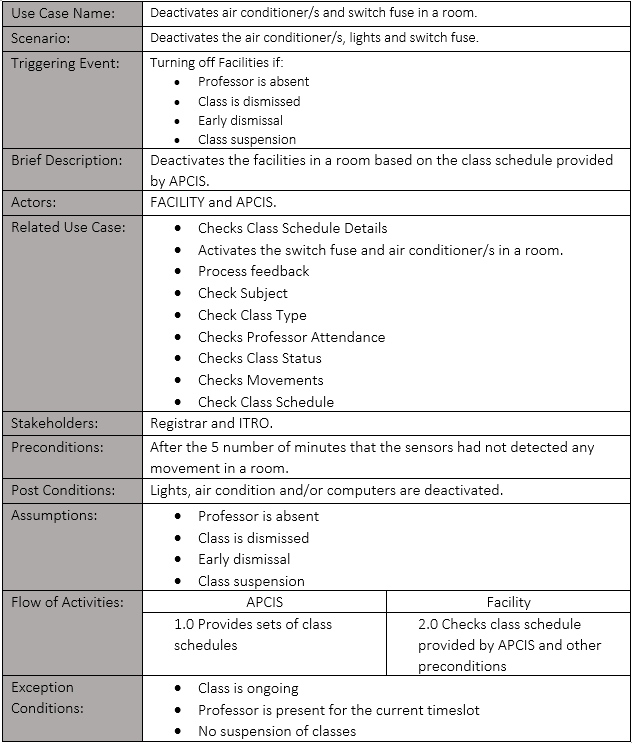 Use Case Name: Deactivates air conditioner/s and switch fuse in a room.
Scenario: Deactivates the air conditioner/s, lights and switch fuse.
Triggering Event: Turning off Facilities if:
• Professor is absent
• Class is dismissed
• Early dismissal
• Class suspension
Brief Description: Deactivates the facilities in a room based on the class schedule provided
by APCIS.
Actors: FACILITY and APCIS.
Related Use Case: • Checks Class Schedule Details
• Activates the switch fuse and air conditioner/s in a room.
• Process feedback
• Check Subject
• Check Class Type
• Checks Professor Attendance
• Checks Class Status
• Checks Movements
• Check Class Schedule
Stakeholders: Registrar and ITRO.
Preconditions: After the 5 number of minutes that the sensors had not detected any
movement in a room.
Post Conditions: Lights, air condition and/or computers are deactivated.
Assumptions: • Professor is absent
• Class is dismissed
• Early dismissal
• Class suspension
Flow of Activities: APCIS Facility
1.0 Provides sets of class
schedules
2.0 Checks class schedule
provided by APCIS and other
preconditions
Exception
Conditions:
• Class is ongoing
• Professor is present for the current timeslot
• No suspension of classes